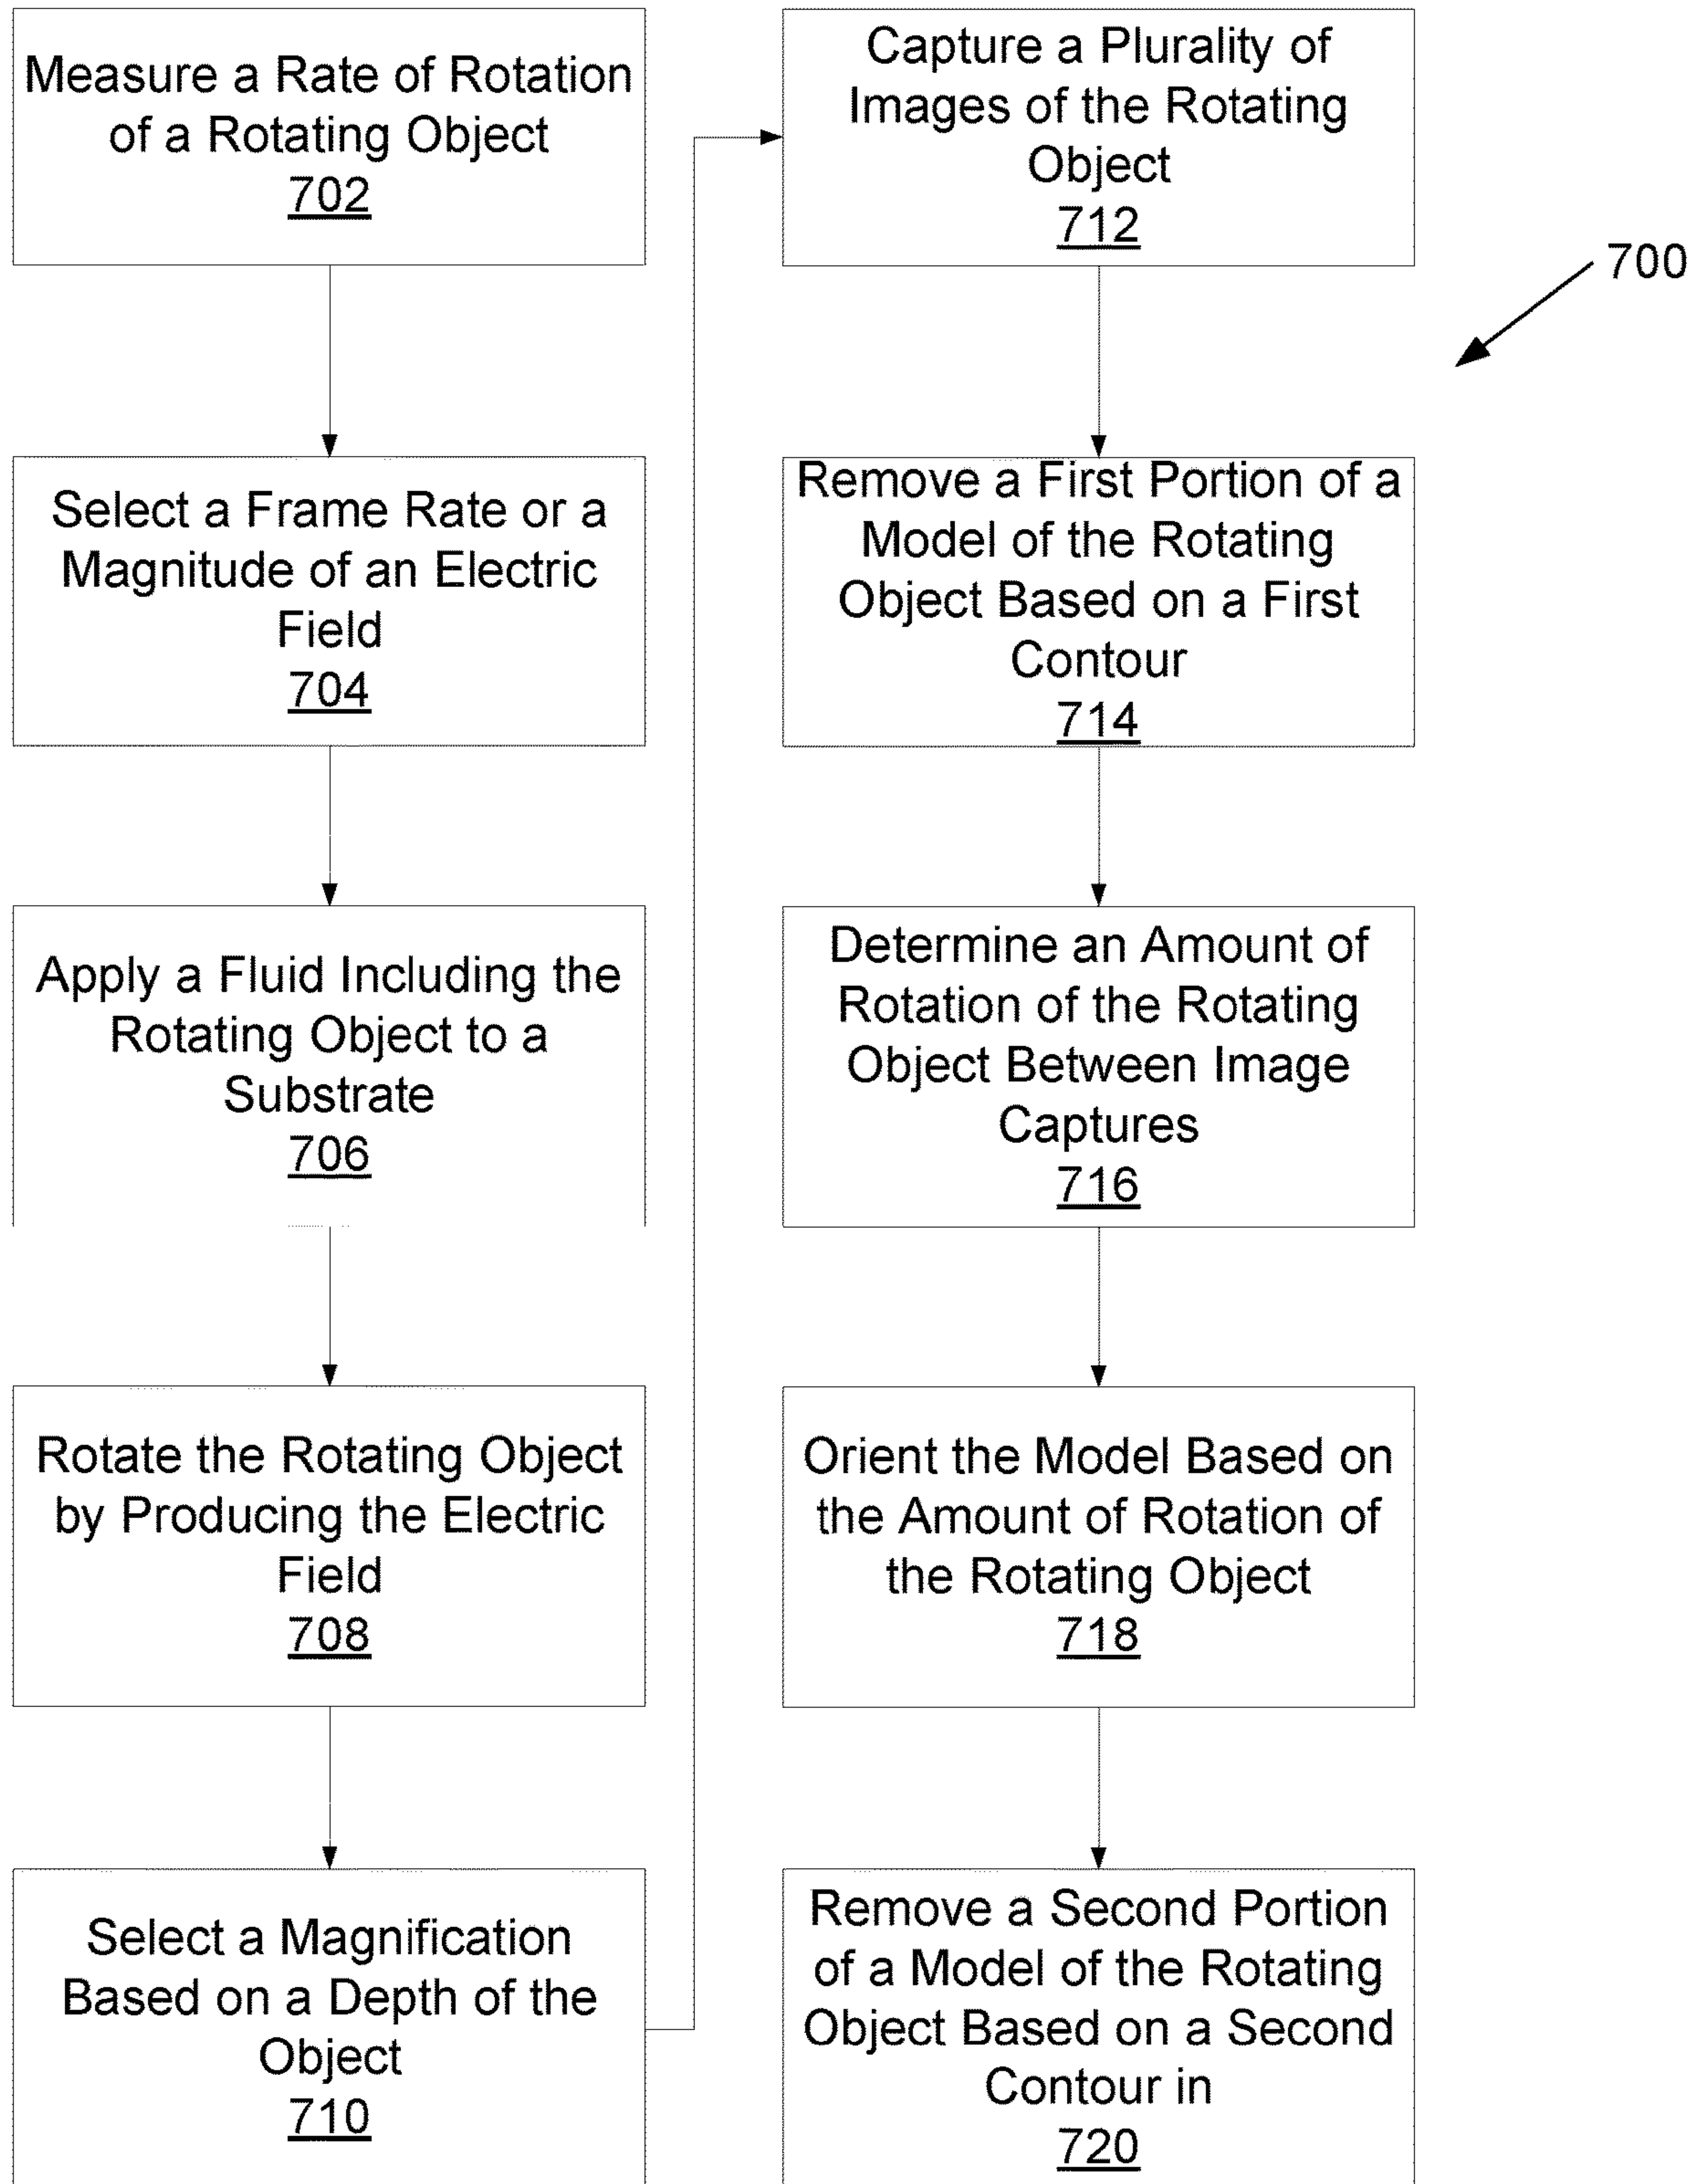 Measure a Rate of Rotation
of a Rotating Object
702
Select a Frame Rate or a
Magnitude of an Electric
Field
704
Apply a Fluid Including the
Rotating Object to a
Substrate
706
Rotate the Rotating Object
by Producing the Electric
Field
708
Select a Magnification
Based on a Depth of the
Object
710
Capture a Plurality of
Images of the Rotating
Object
712
Remove a First Portion of a
Model of the Rotating
Object Based on a First
Contour
714
Determine an Amount of
Rotation of the Rotating
Object Between Image
Captures
716
Orient the Model Based on
the Amount of Rotation of
the Rotating Object
718
Remove a Second Portion
of a Model of the Rotating
Object Based on a Second
Contour in
720
700